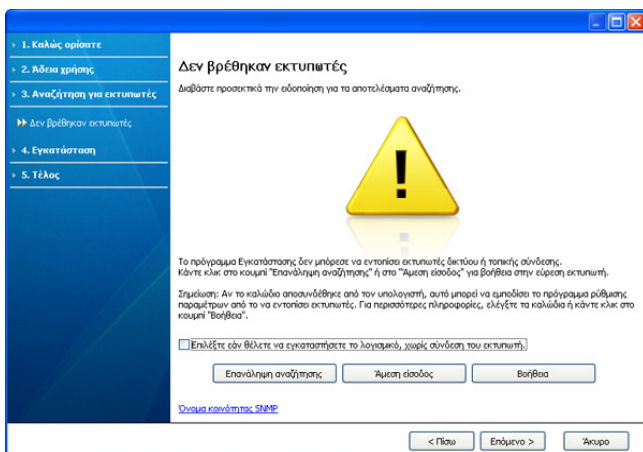 1. Καλώς ορίσατε
2. Άδεια χρήσης
3. Αναζήτηση για εκτυπωτές
Δεν βρέθηκαν εκτυπωτές
4. Εγκατάσταση
5. Τέλος
Δεν βρέθηκαν εκτυπωτές
Διαβάστε προσεκτικά την ειδοποίηση για τα αποτελέσματα αναζήτησης.
Το πρόγραμμα Εγκατάστασης δεν μπόρεσε να εντοπίσει εκτυπωτές δικτύου ή τοπικής σύνδεσης.
Κάντε κλικ στο κουμπί "Επανάληψη αναζήτησης" ή στο "Άμεση είσοδος" για βοήθεια στην εύρεση εκτυπωτή.
Σημείωση: Αν το καλώδιο αποσυνδέθηκε από τον υπολογιστή, αυτό μπορεί να εμποδίσει το πρόγραμμα ρύθμισης
παραμέτρων από το να εντοπίσει εκτυπωτές. Για περισσότερες πληροφορίες, ελέγξτε τα καλώδια ή κάντε κλικ στο
κουμπί "Βοήθεια".
Επιλέξτε εάν θέλετε να εγκαταστήσετε το λογισμικό, χωρίς σύνδεση του εκτυπωτή.
Επανάληψη αναζήτησης
Άμεση είσοδος
Βοήθεια
Όνομα κοινότητας SNMP
< Πίσω
Επόμενο >
Άκυρο